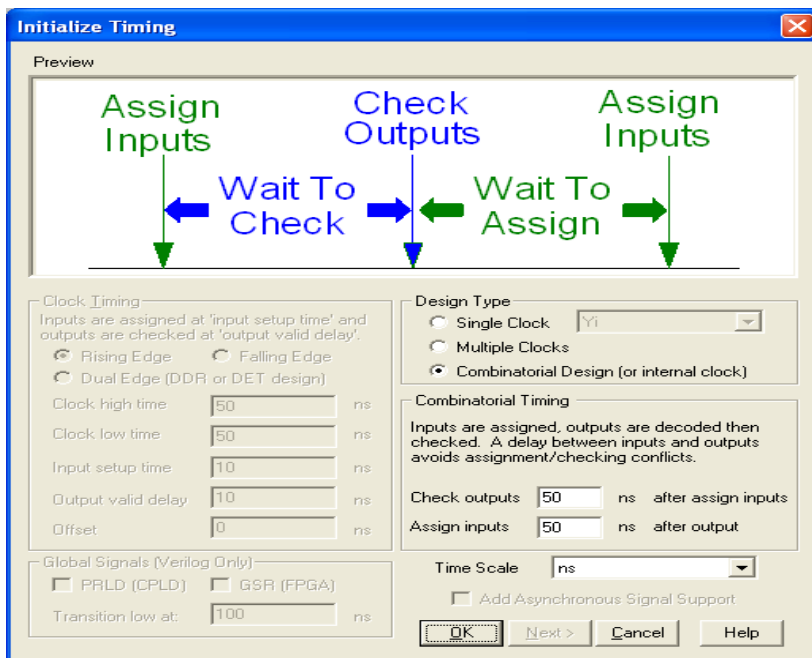 Initialize Timing
Preview
Assign Inputs
Check Outputs
Assign Inputs
Wait To Check
Wait To Assign
Clock Timing
Inputs are assigned at 'input setup time' and
outputs are checked at 'output valid delay'.
Rising Edge
Falling Edge
Dual Edge (DDR or DET design)
Clock high time 50 ns
Clock low time 50 ns
Input setup time 10 ns
Output valid delay 10 ns
Offset 0 ns
Global Signals (Verilog Only)
PRLD (CPLD)
GSR (FPGA)
Transition low at: 100 ns
Design Type
Single Clock Yi
Multiple Clocks
Combinatorial Design (or internal clock)
Combinatorial Timing
Inputs are assigned, outputs are decoded then
checked. A delay between inputs and outputs
avoids assignment/checking conflicts.
Check outputs 50 ns after assign inputs
Assign inputs 50 ns after output
Time Scale ns
Add Asynchronous Signal Support
OK
Next >
Cancel
Help